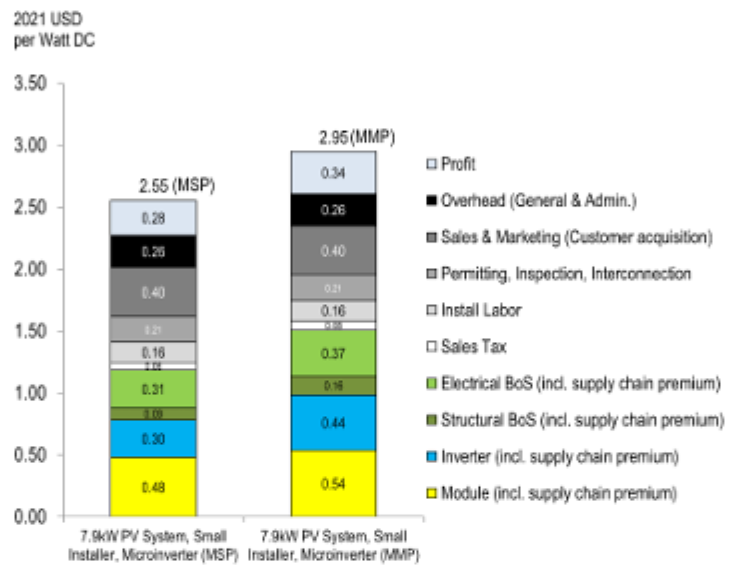 2021 USD
per Watt DC
3.50
3.00
2.50
2.00
1.50
1.00
0.50
0.00
2.55 (MSP)
0.28
0.26
0.40
0.21
0.16
0.31
0.09
0.30
0.48
2.95 (MMP)
0.34
0.26
0.40
0.21
0.16
0.37
0.16
0.44
0.54
7.9kW PV System, Small
Installer, Microinverter (MSP)
7.9kW PV System, Small
Installer, Microinverter (MMP)
Profit
Overhead (General & Admin.)
Sales & Marketing (Customer acquisition)
Permitting, Inspection, Interconnection
Install Labor
Sales Tax
Electrical BoS (incl. supply chain premium)
Structural BoS (incl. supply chain premium)
Inverter (incl. supply chain premium)
Module (incl. supply chain premium)